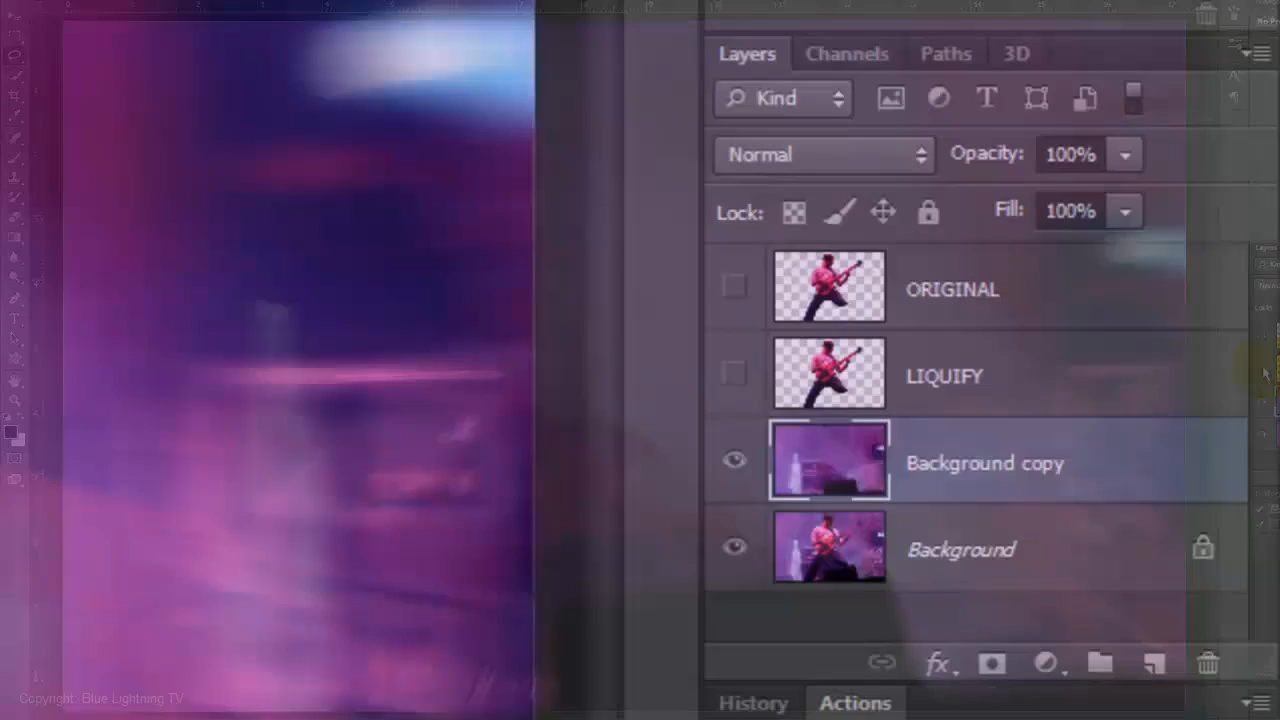 Layers Channels Paths 3D
Kind
Normal Opacity: 100%
Lock: Fill: 100%
ORIGINAL
LIQUIFY
Background copy
Background
History Actions
Copyright: Blue Lightning TV